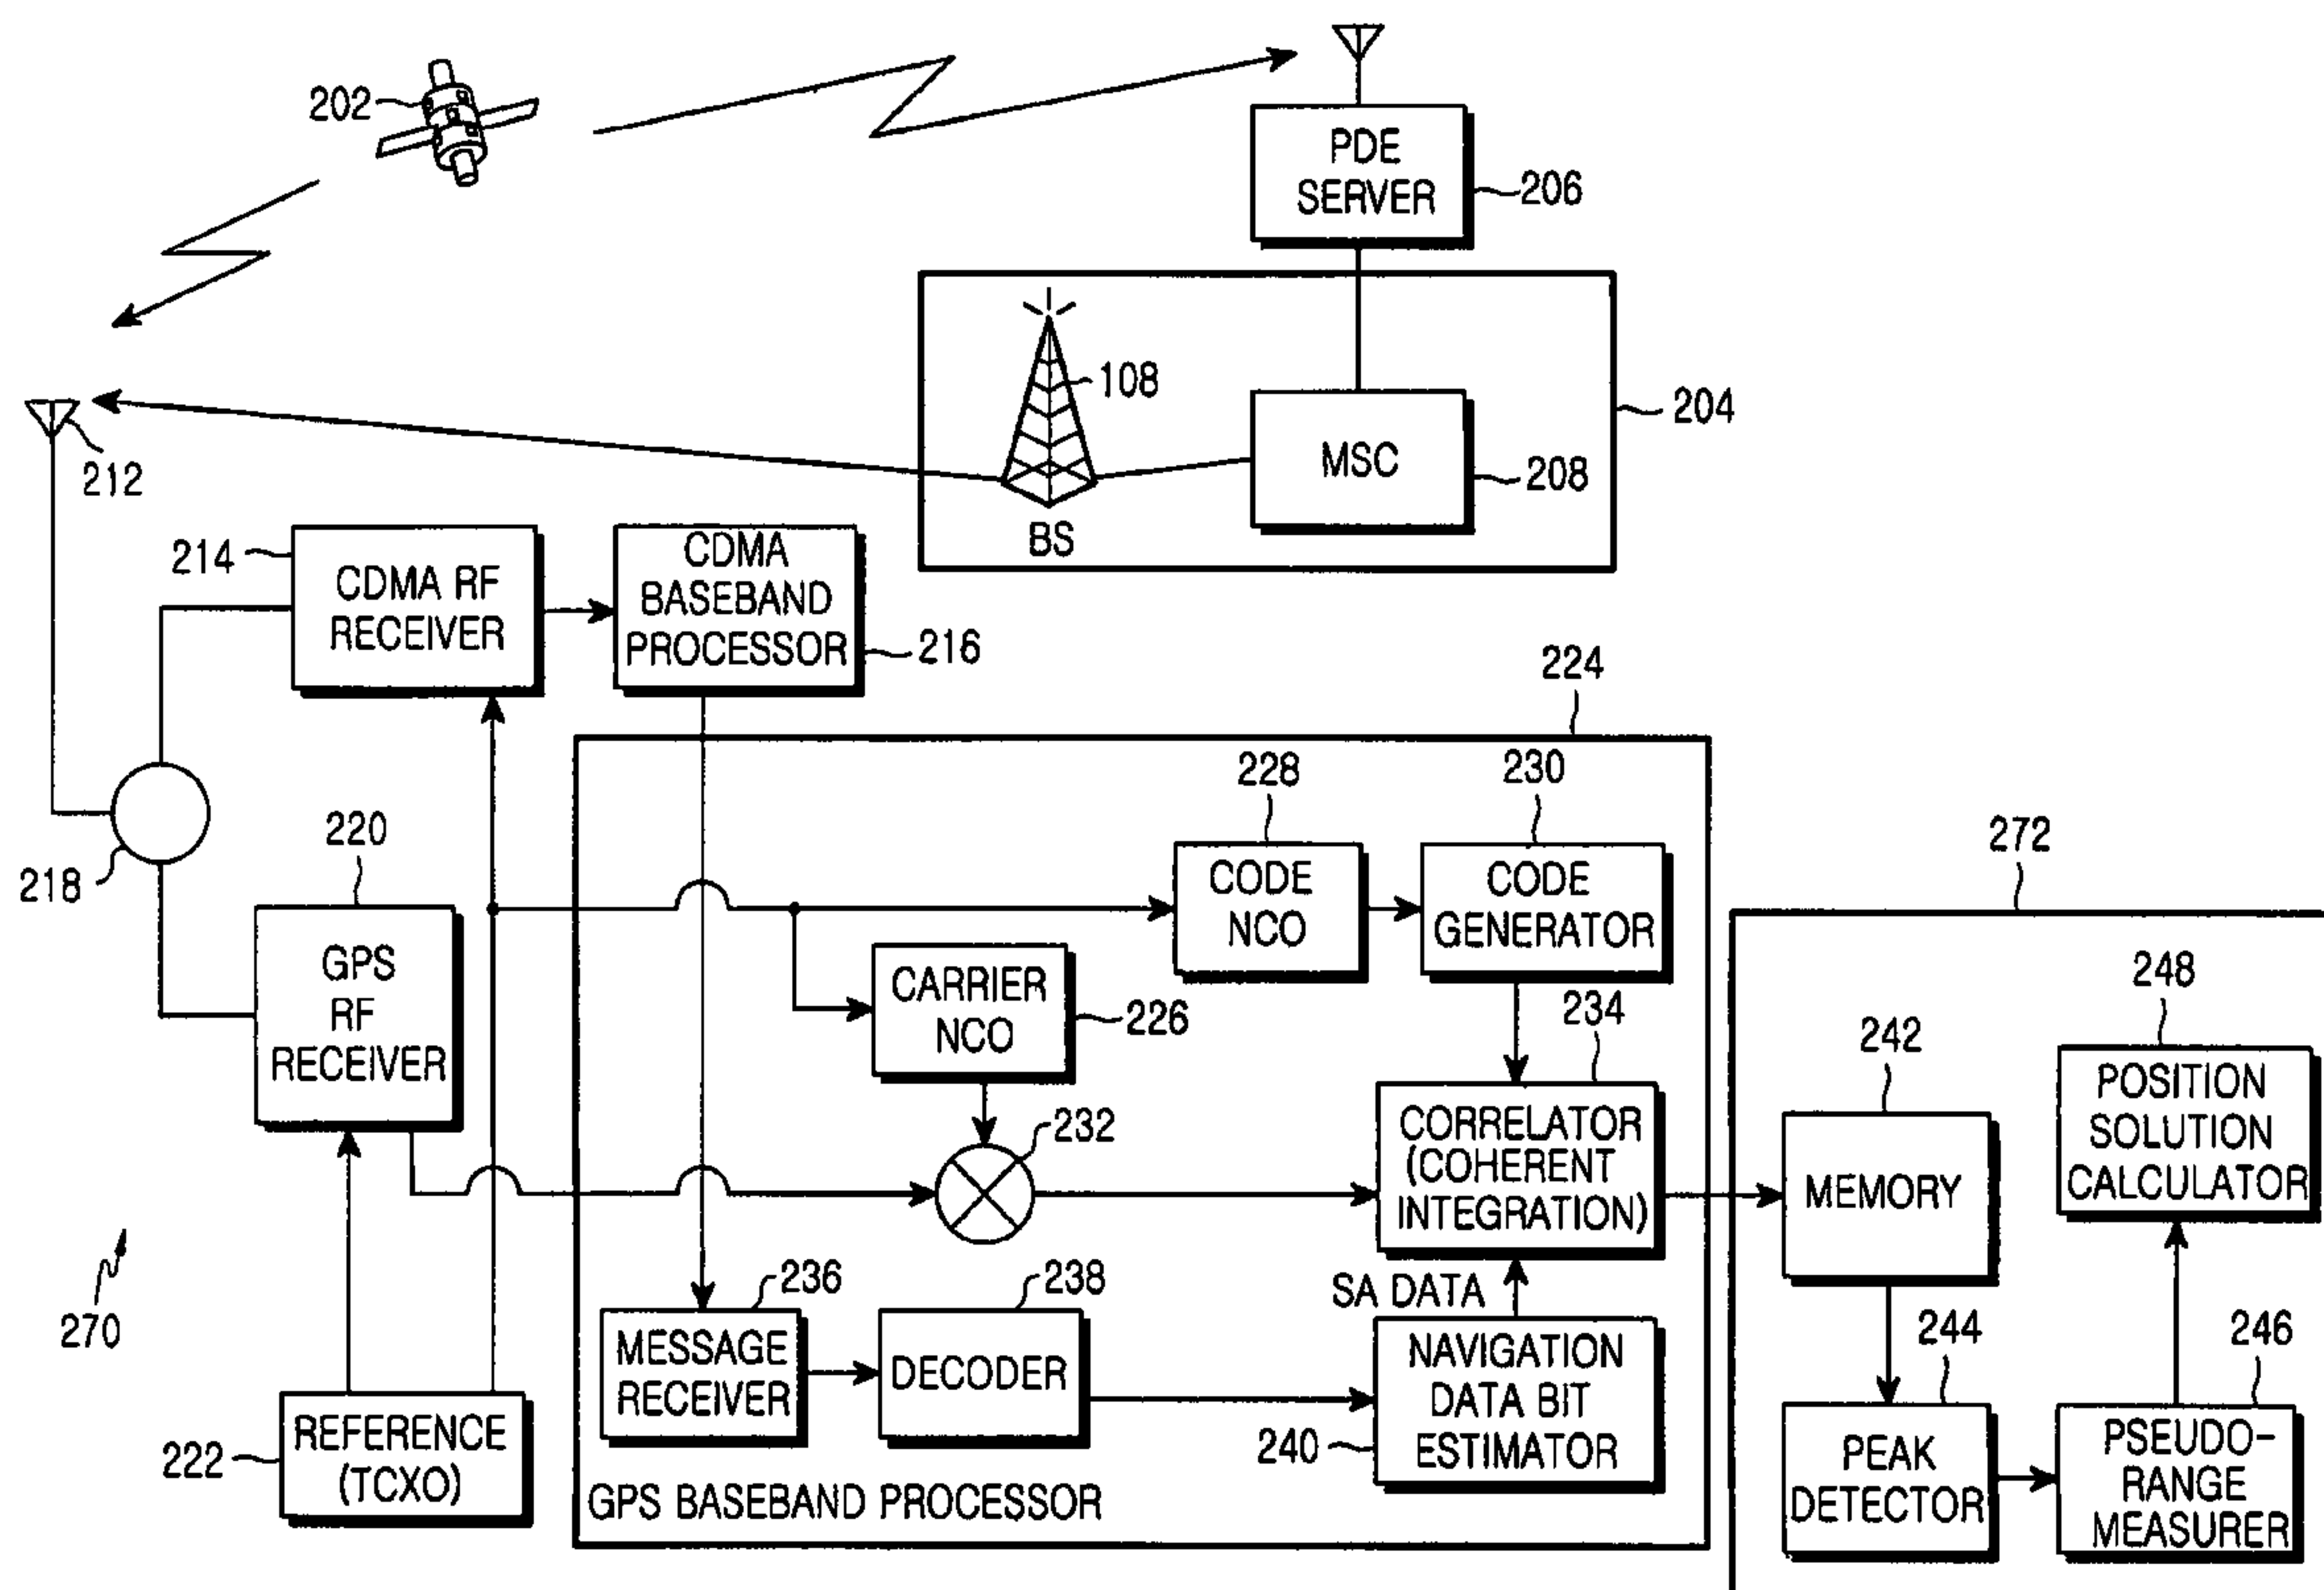 202
PDE
SERVER
206
108
204
212
MSC
208
BS
214
CDMA RF
RECEIVER
CDMA
BASEBAND
PROCESSOR
216
224
218
220
GPS
RF
RECEIVER
228
CODE
NCO
230
CODE
GENERATOR
272
CARRIER
NCO
226
232
234
CORRELATOR
(COHERENT
INTEGRATION)
242
MEMORY
248
POSITION
SOLUTION
CALCULATOR
270
236
MESSAGE
RECEIVER
238
DECODER
SA DATA
NAVIGATION
DATA BIT
ESTIMATOR
240
244
PEAK
DETECTOR
246
PSEUDO-
RANGE
MEASURER
222
REFERENCE
(TCXO)
GPS BASEBAND PROCESSOR